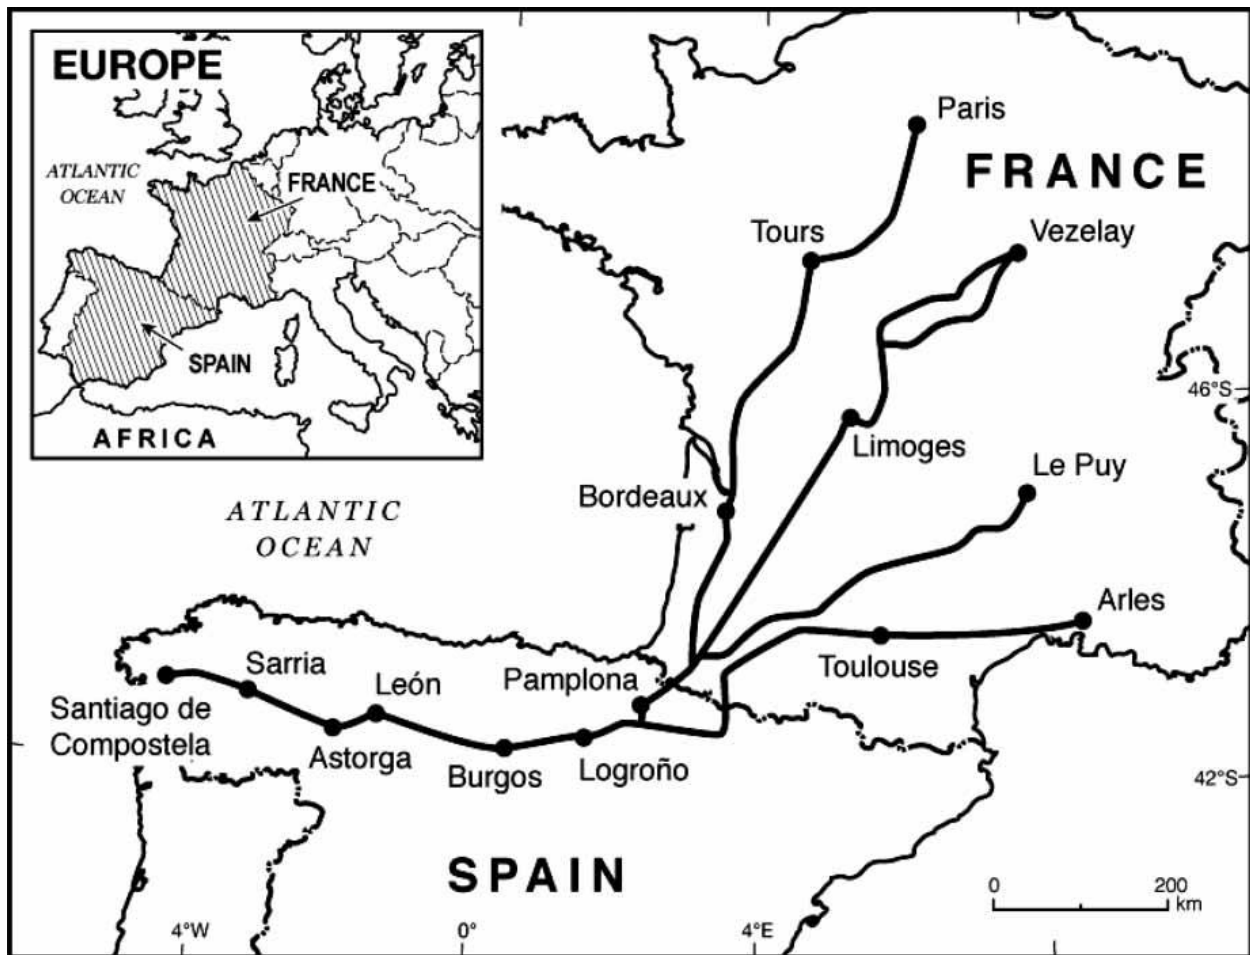 EUROPE
ATLANTIC
OCEAN
FRANCE
SPAIN
AFRICA
Paris
FRANCE
Tours
Vezelay
46°S
Limoges
Le Puy
Bordeaux
ATLANTIC
OCEAN
Arles
Sarria
Pamplona
Toulouse
León
Santiago de
Compostela
Astorga
Burgos
Logroño
42°S
SPAIN
0
200
km
4°W
0°
4°E